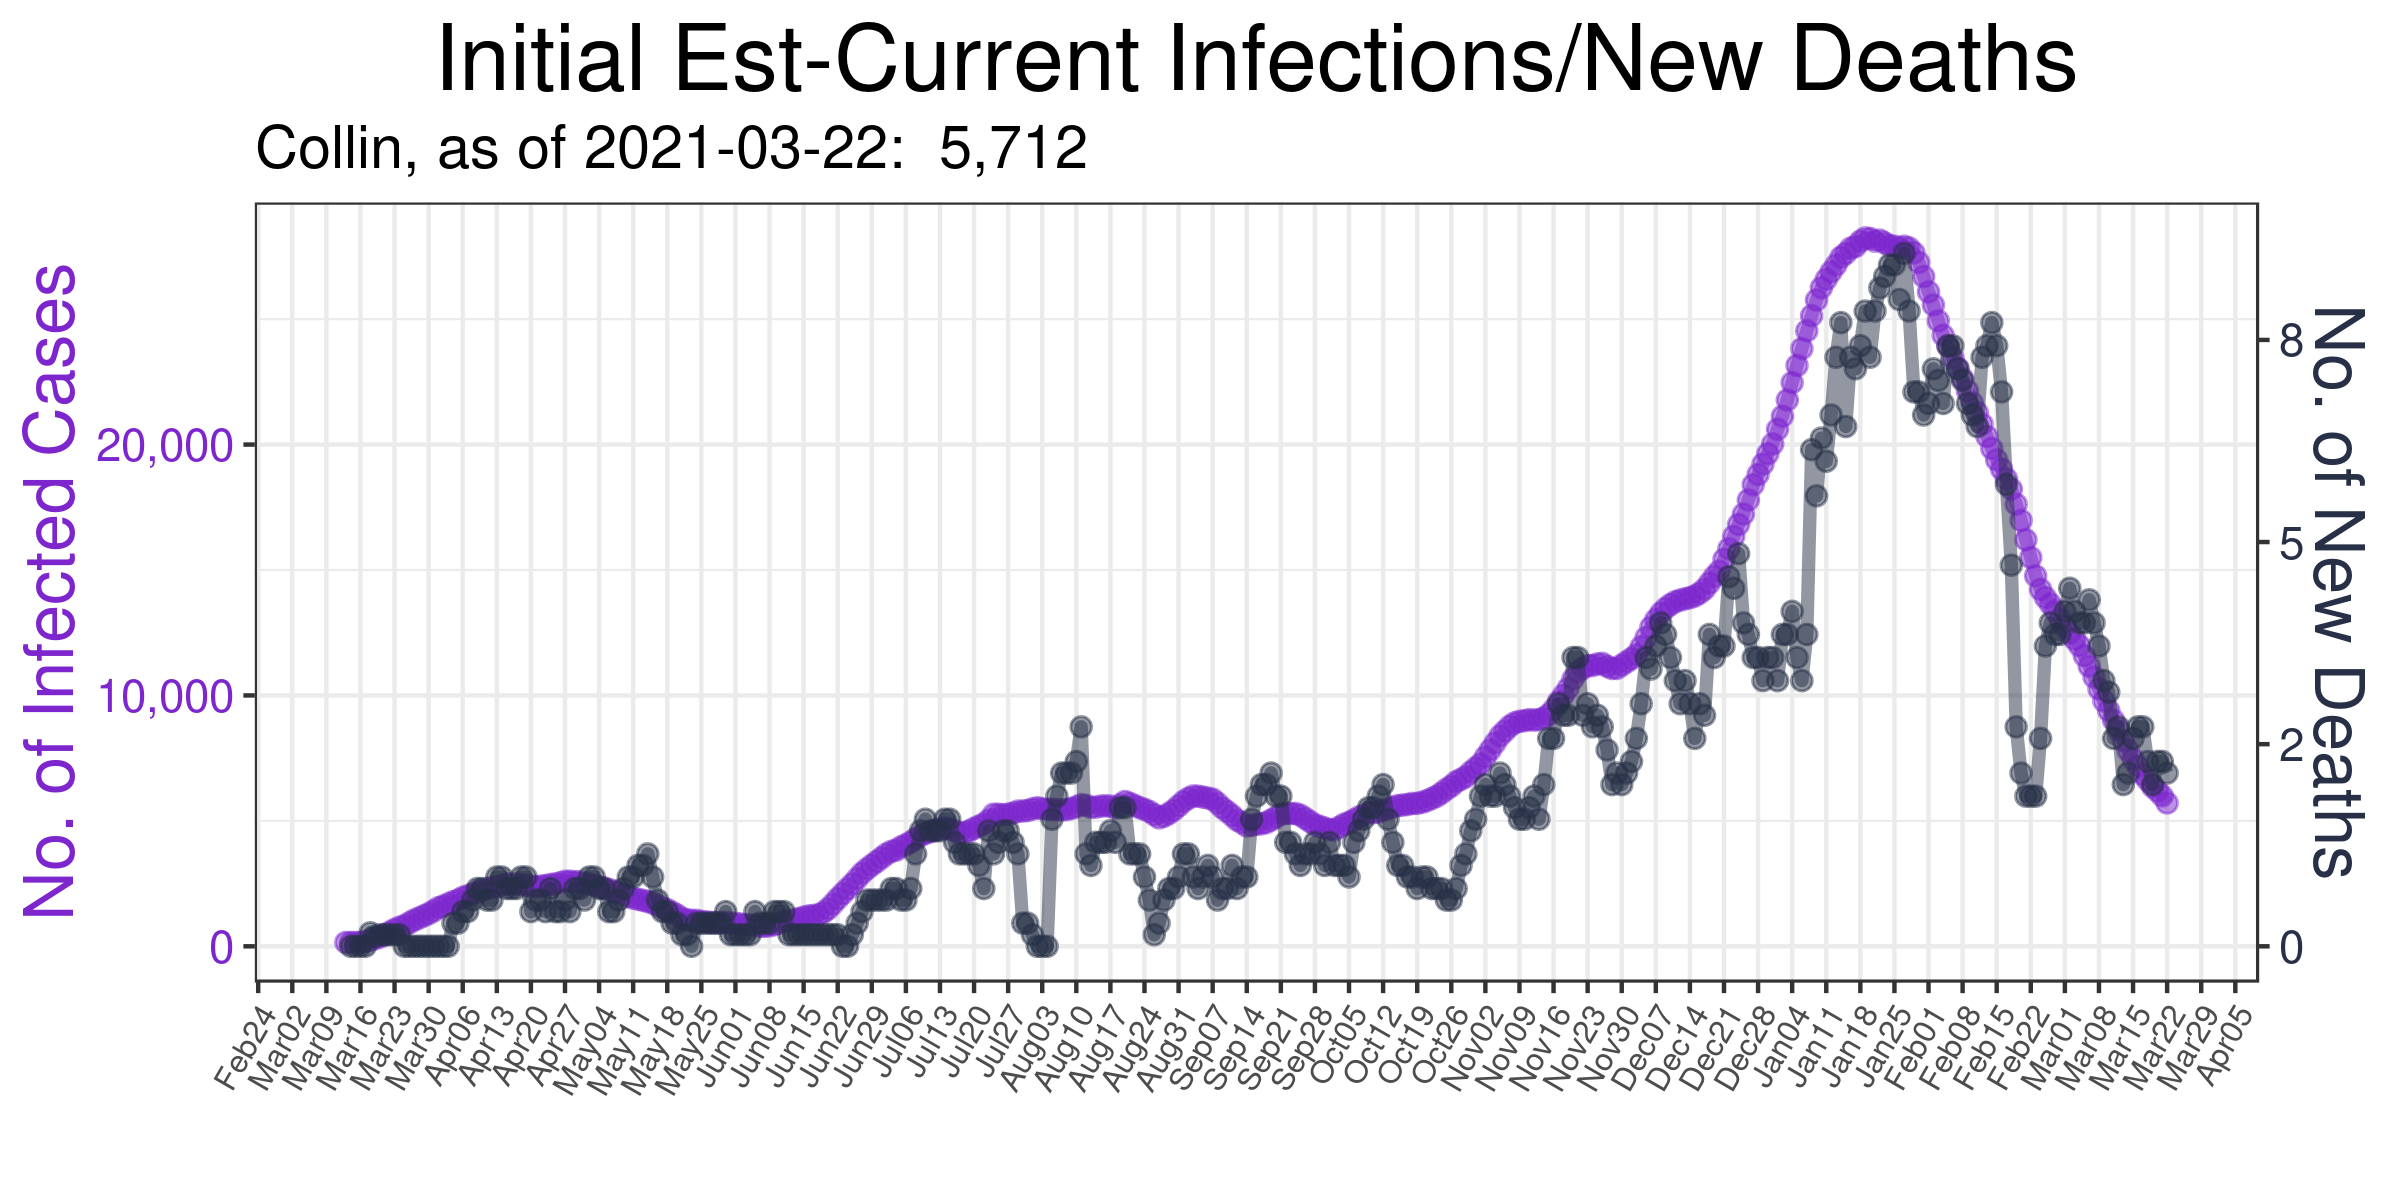 Initial Est-Current Infections/New Deaths
Collin, as of 2021-03-22:  5,712
No. of Infected Cases
20,000
10,000
0
8
5
2
0
No. of New Deaths
Feb24
Mar02
Mar09
Mar16
Mar23
Mar30
Apr06
Apr13
Apr20
Apr27
May04
May11
May18
May25
Jun01
Jun08
Jun15
Jun22
Jun29
Jul06
Jul13
Jul20
Jul27
Aug03
Aug10
Aug17
Aug24
Aug31
Sep07
Sep14
Sep21
Sep28
Oct05
Oct12
Oct19
Oct26
Nov02
Nov09
Nov16
Nov23
Nov30
Dec07
Dec14
Dec21
Dec28
Jan04
Jan11
Jan18
Jan25
Feb01
Feb08
Feb15
Feb22
Mar01
Mar08
Mar15
Mar22
Mar29
Apr05